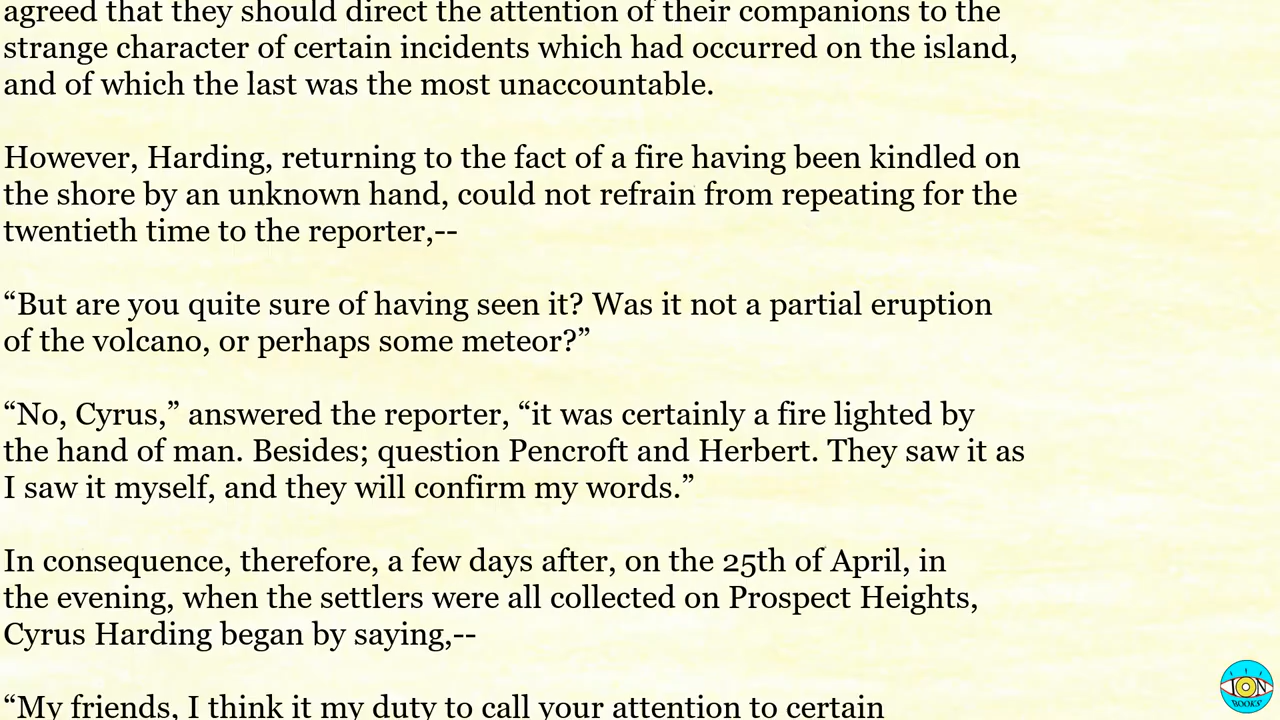 agreed that they should direct the attention of their companions to the
strange character of certain incidents which had occurred on the island,
and of which the last was the most unaccountable.
However, Harding, returning to the fact of a fire having been kindled on
the shore by an unknown hand, could not refrain from repeating for the
twentieth time to the reporter,--
“But are you quite sure of having seen it? Was it not a partial eruption
of the volcano, or perhaps some meteor?”
“No, Cyrus,” answered the reporter, “it was certainly a fire lighted by
the hand of man. Besides; question Pencroft and Herbert. They saw it as
I saw it myself, and they will confirm my words.”
In consequence, therefore, a few days after, on the 25th of April, in
the evening, when the settlers were all collected on Prospect Heights,
Cyrus Harding began by saying,--
“My friends, I think it my duty to call your attention to certain
ION
BOOKS